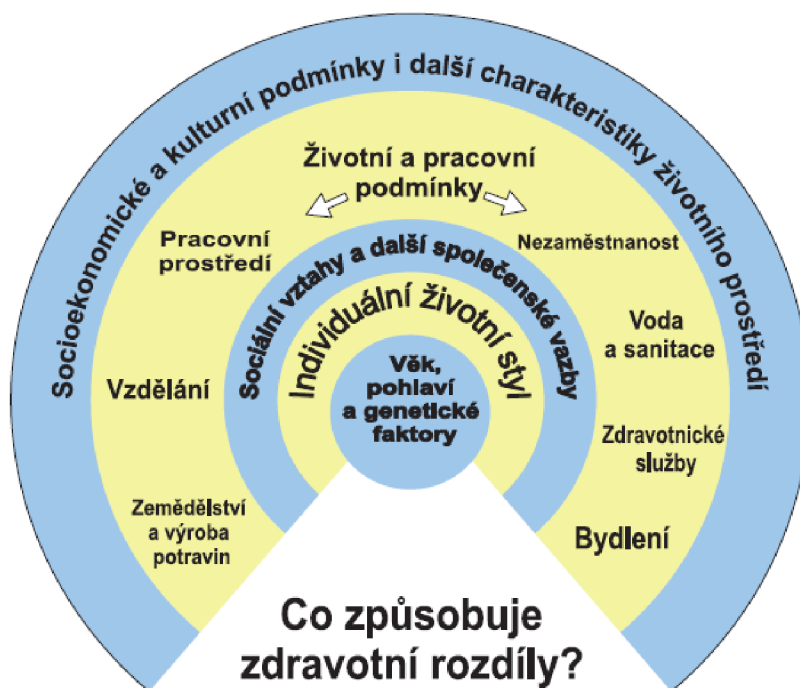 Socioekonomické a kulturní podmínky i další charakteristiky životního prostředí
Životní a pracovní
podmínky
Pracovní
prostředí
Nezaměstnanost
Sociální vztahy a další společenské vazby
Individuální životní styl
Voda
a sanitace
Věk,
pohlaví
a genetické
faktory
Vzdělání
Zdravotnické
služby
Zemědělství
a výroba
potravin
Bydlení
Co způsobuje
zdravotní rozdíly?